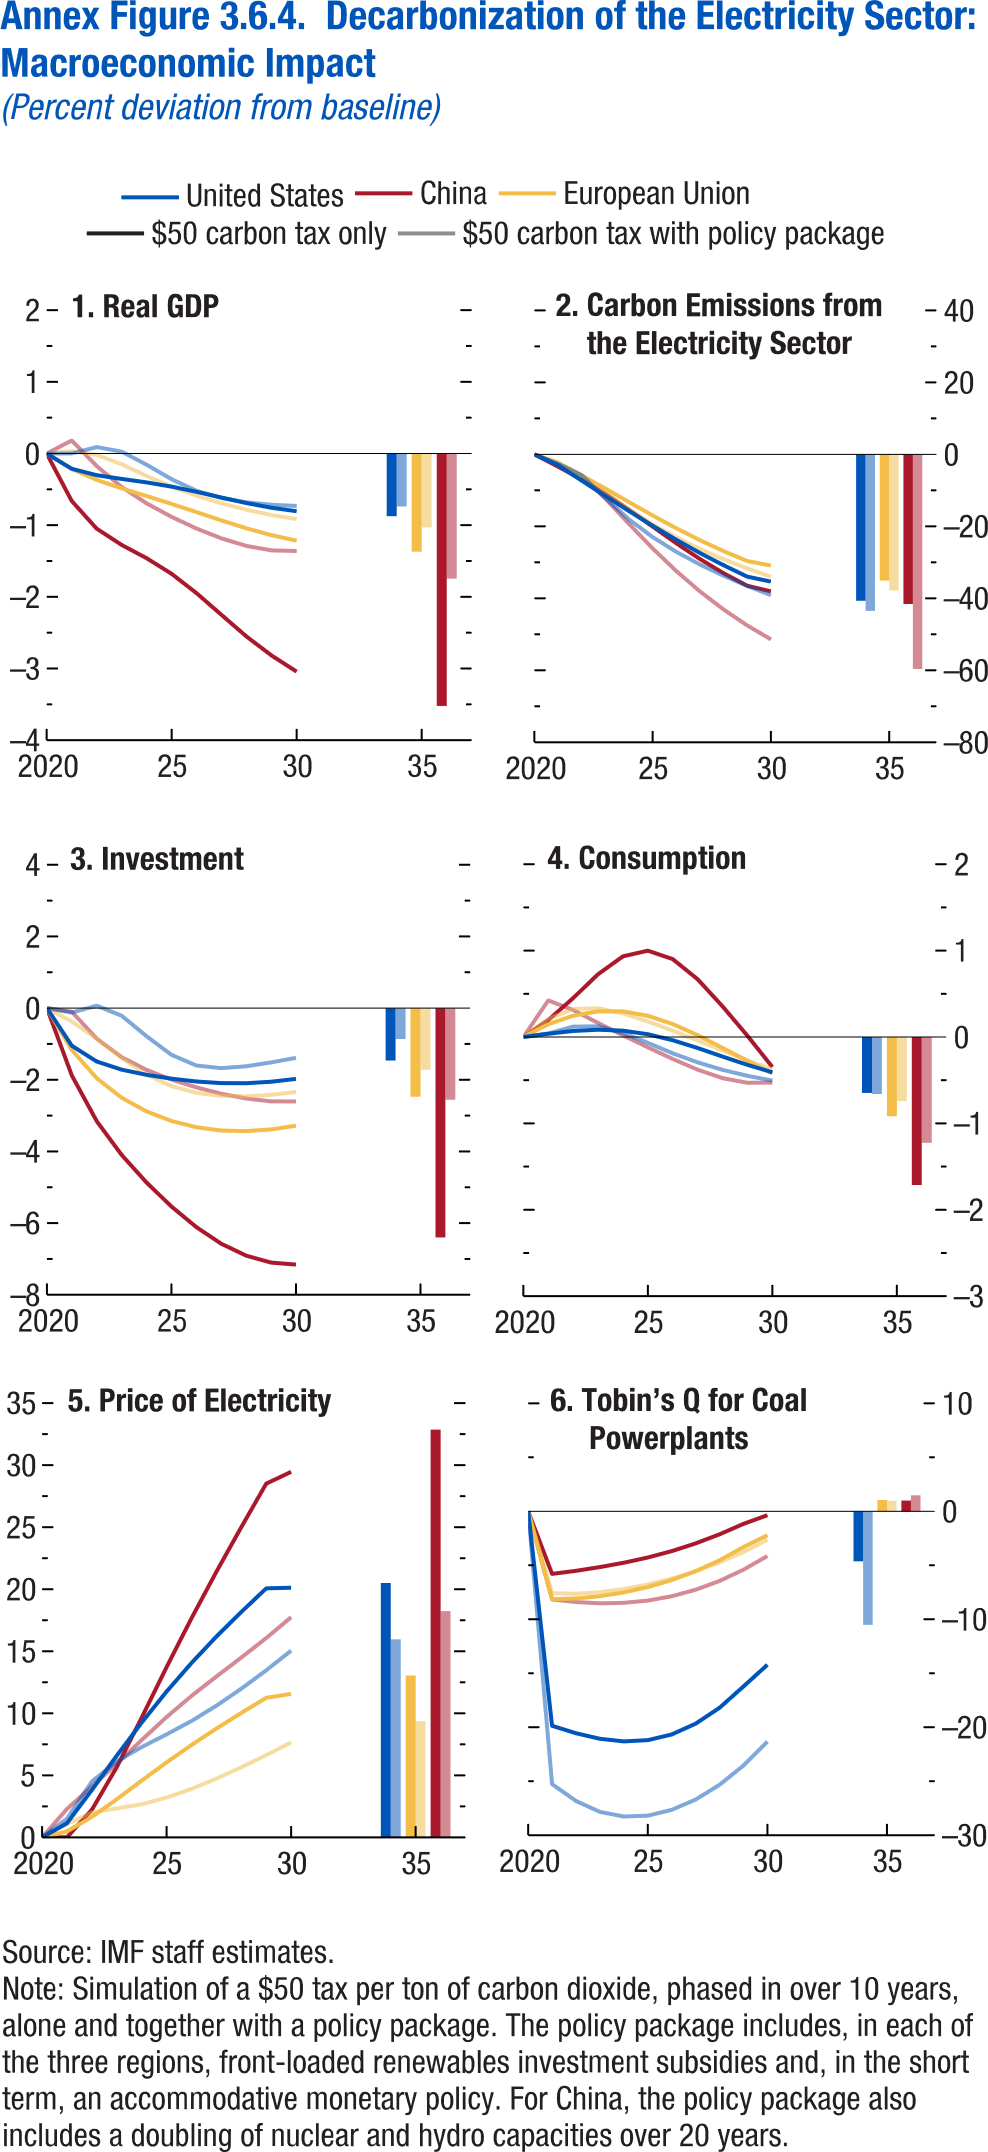 Annex Figure 3.6.4. Decarbonization of the Electricity Sector:
Macroeconomic Impact
(Percent deviation from baseline)
United States China European Union
$50 carbon tax only $50 carbon tax with policy package
1. Real GDP
2
1
0
–1
–2
–3
–4
2020 25 30 35
2. Carbon Emissions from
the Electricity Sector
40
20
0
–20
–40
–60
–80
2020 25 30 35
3. Investment
4
2
0
–2
–4
–6
–8
2020 25 30 35
4. Consumption
2
1
0
–1
–2
–3
2020 25 30 35
5. Price of Electricity
35
30
25
20
15
10
5
0
2020 25 30 35
6. Tobin’s Q for Coal
Powerplants
10
0
–10
–20
–30
2020 25 30 35
Source: IMF staff estimates.
Note: Simulation of a $50 tax per ton of carbon dioxide, phased in over 10 years,
alone and together with a policy package. The policy package includes, in each of
the three regions, front-loaded renewables investment subsidies and, in the short
term, an accommodative monetary policy. For China, the policy package also
includes a doubling of nuclear and hydro capacities over 20 years.